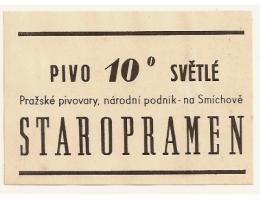 PIVO 10° SVĚTLÉ
Pražské pivovary, národní podnik - na Smíchově
STAROPRAMEN